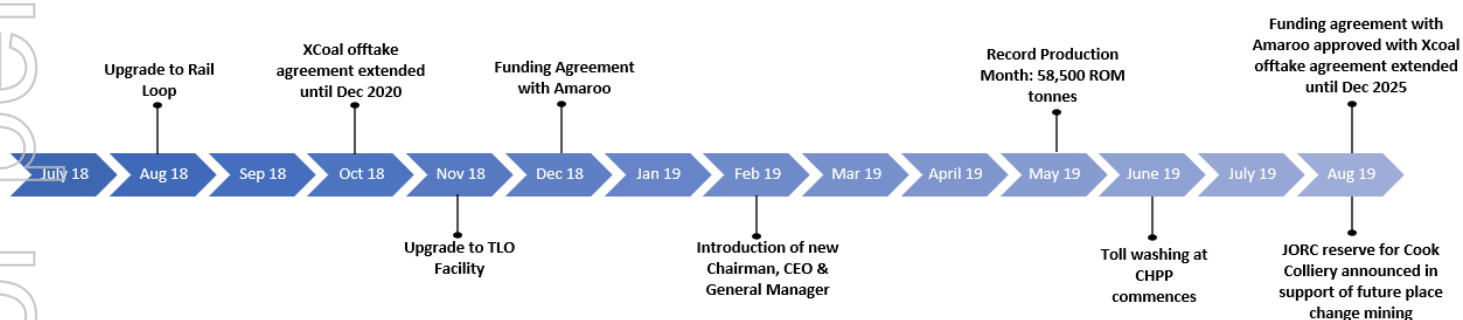 Upgrade to Rail
Loop
XCoal offtake
agreement extended
until Dec 2020
Funding Agreement
with Amaroo
Record Production
Month: 58,500 ROM
tonnes
Funding agreement with
Amaroo approved with Xcoal
offtake agreement extended
until Dec 2025
July 18
Aug 18
Sep 18
Oct 18
Nov 18
Dec 18
Jan 19
Feb 19
Mar 19
April 19
May 19
June 19
July 19
Aug 19
Upgrade to TLO
Facility
Introduction of new
Chairman, CEO &
General Manager
Toll washing at
CHPP
commences
JORC reserve for Cook
Colliery announced in
support of future place
change mining